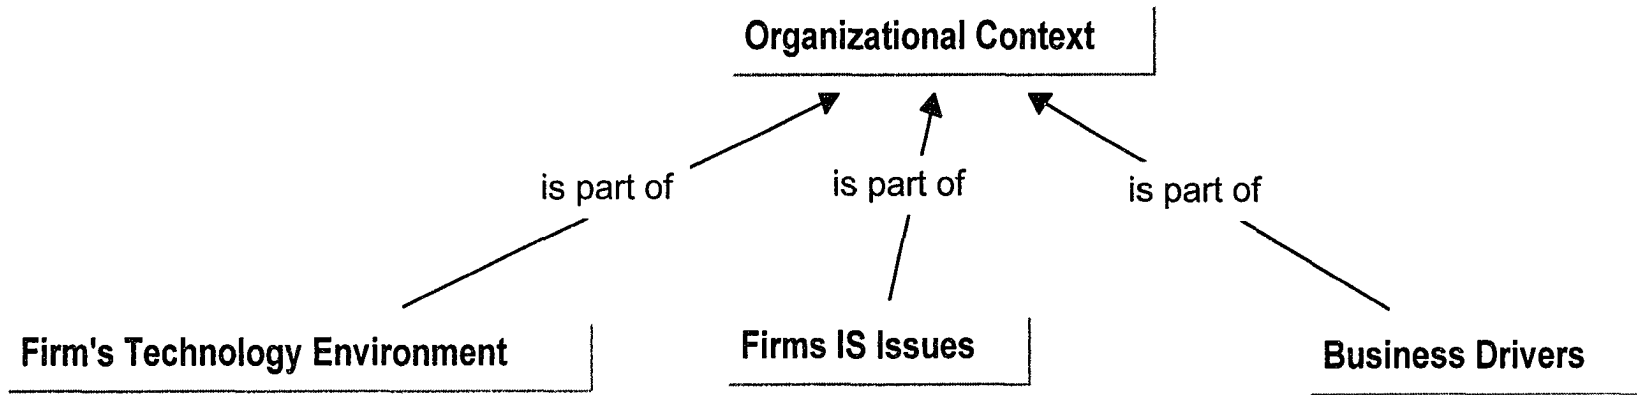 Organizational Context
is part of
is part of
is part of
Firm's Technology Environment
Firms IS Issues
Business Drivers